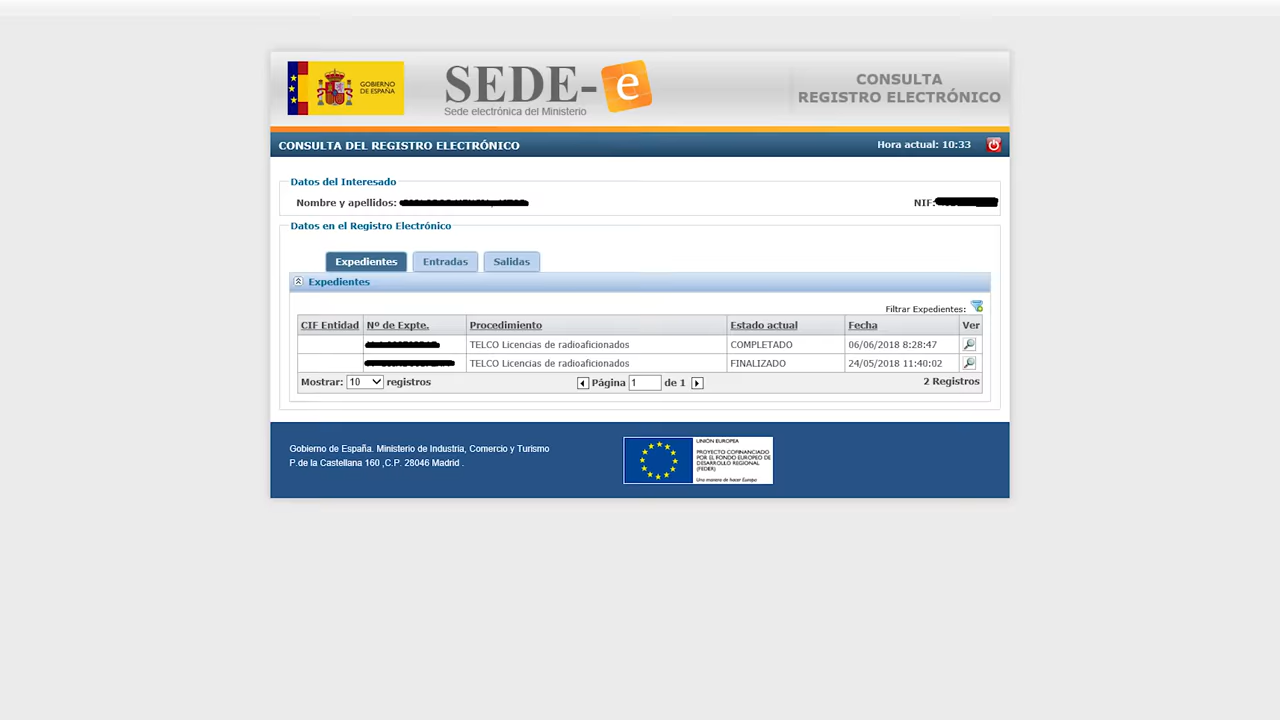 GOBIERNO
DE ESPAÑA
SEDE-e
Sede electrónica del Ministerio
CONSULTA
REGISTRO ELECTRÓNICO
CONSULTA DEL REGISTRO ELECTRÓNICO
Hora actual: 10:33
Datos del Interesado
Nombre y apellidos:
NIF:
Datos en el Registro Electrónico
Expedientes Entradas Salidas
Expedientes
Filtrar Expedientes:
CIF Entidad Nº de Expte. Procedimiento Estado actual Fecha Ver
TELCO Licencias de radioaficionados COMPLETADO 06/06/2018 8:28:47
TELCO Licencias de radioaficionados FINALIZADO 24/05/2018 11:40:02
Mostrar: 10 registros Página 1 de 1 2 Registros
Gobierno de España. Ministerio de Industria, Comercio y Turismo
P.de la Castellana 160 ,C.P. 28046 Madrid .
UNIÓN EUROPEA
PROYECTO COFINANCIADO
POR EL FONDO EUROPEO DE
DESARROLLO REGIONAL
(FEDER)
Una manera de hacer Europa